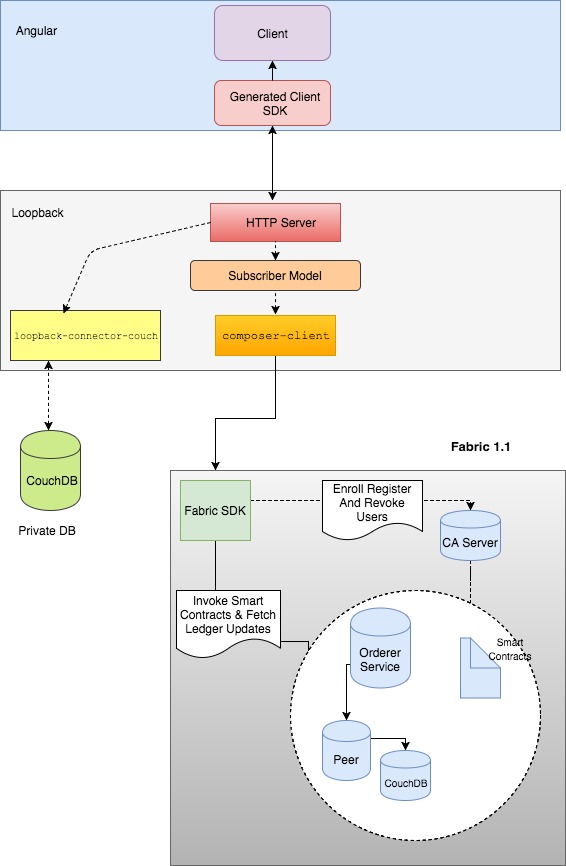 Angular
Client
Generated Client
SDK
Loopback
HTTP Server
Subscriber Model
loopback-connector-couch
composer-client
CouchDB
Private DB
Fabric 1.1
Fabric SDK
Enroll Register
And Revoke
Users
CA Server
Invoke Smart
Contracts & Fetch
Ledger Updates
Orderer
Service
Smart
Contracts
Peer
CouchDB